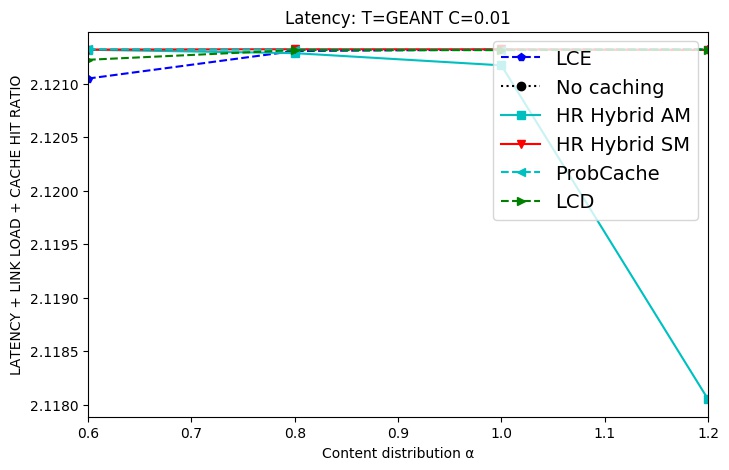 Latency: T=GEANT C=0.01
LATENCY + LINK LOAD + CACHE HIT RATIO
2.1210
2.1205
2.1200
2.1195
2.1190
2.1185
2.1180
LCE
No caching
HR Hybrid AM
HR Hybrid SM
ProbCache
LCD
0.6 0.7 0.8 0.9 1.0 1.1 1.2
Content distribution α